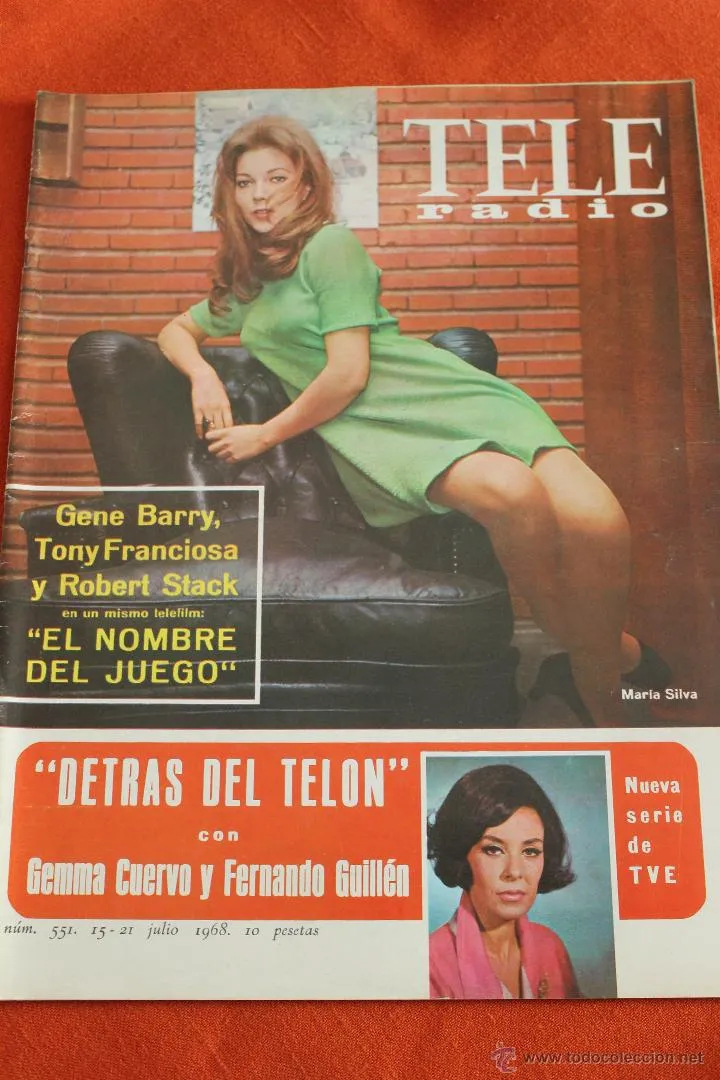 TELE
radio
Gene Barry,
Tony Franciosa
y Robert Stack
en un mismo telefilm:
"EL NOMBRE
DEL JUEGO"
Maria Silva
"DETRAS DEL TELON"
con
Gemma Cuervo y Fernando Guillén
Nueva
serie
de
TVE
núm. 551. 15 - 21 julio 1968. 10 pesetas
www.todocoleccion.net